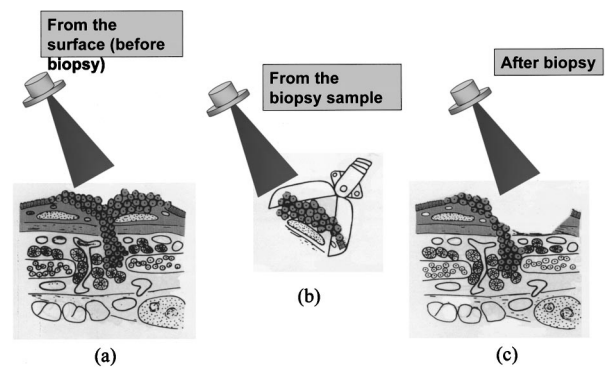 From the
surface (before
biopsy)
From the
biopsy sample
After biopsy
(a)
(b)
(c)